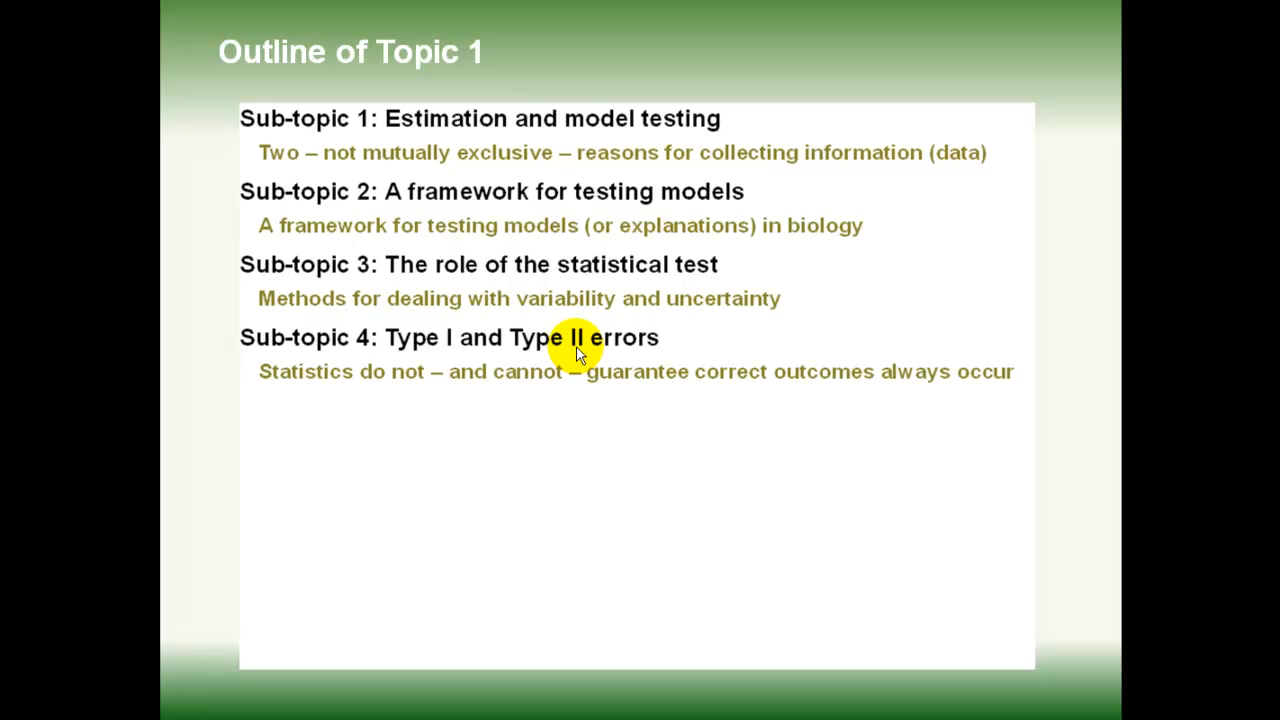 Outline of Topic 1
Sub-topic 1: Estimation and model testing
Two – not mutually exclusive – reasons for collecting information (data)
Sub-topic 2: A framework for testing models
A framework for testing models (or explanations) in biology
Sub-topic 3: The role of the statistical test
Methods for dealing with variability and uncertainty
Sub-topic 4: Type I and Type II errors
Statistics do not – and cannot – guarantee correct outcomes always occur